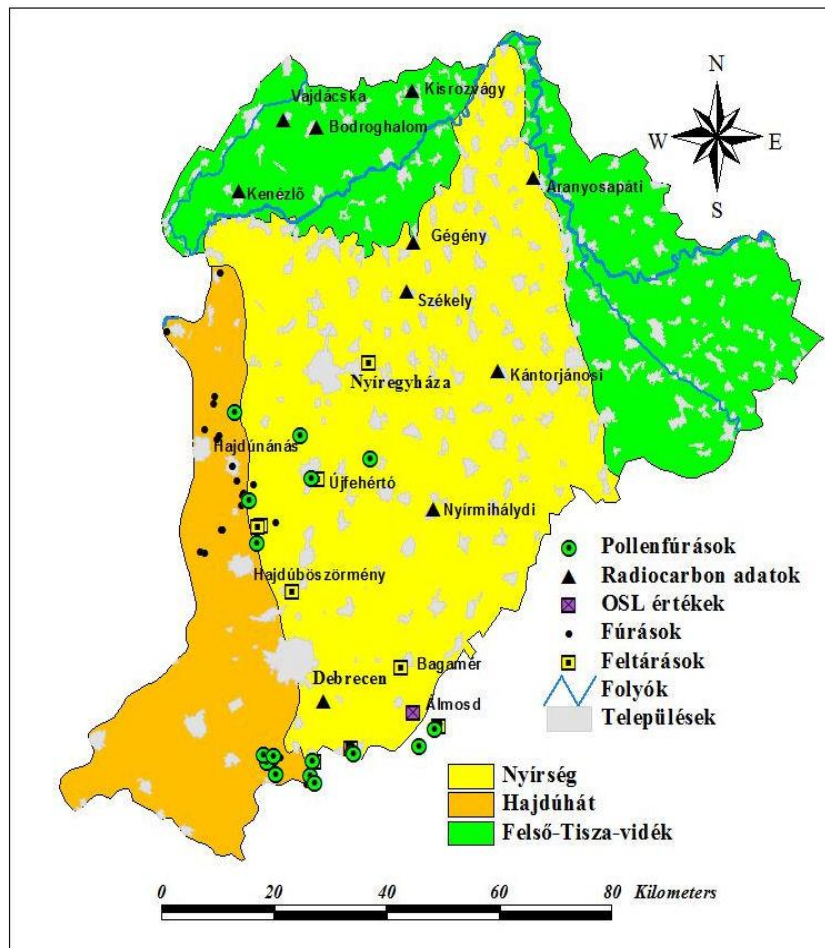 N
Kisrozvágy
Vajdácska
Bodroghalom
W E
Aranyosapáti
Kenézlő
S
Gégény
Székely
Nyíregyháza
Kántorjánosi
Hajdúnánás
Újfehértó
Nyírmihálydi
Pollenfúrások
Hajdúböszörmény
Radiocarbon adatok
OSL értékek
Fúrások
Bagamér
Feltárások
Debrecen
Folyók
Álmosd
Települések
Nyírség
Hajdúhát
Felső-Tisza-vidék
0 20 40 60 80 Kilometers